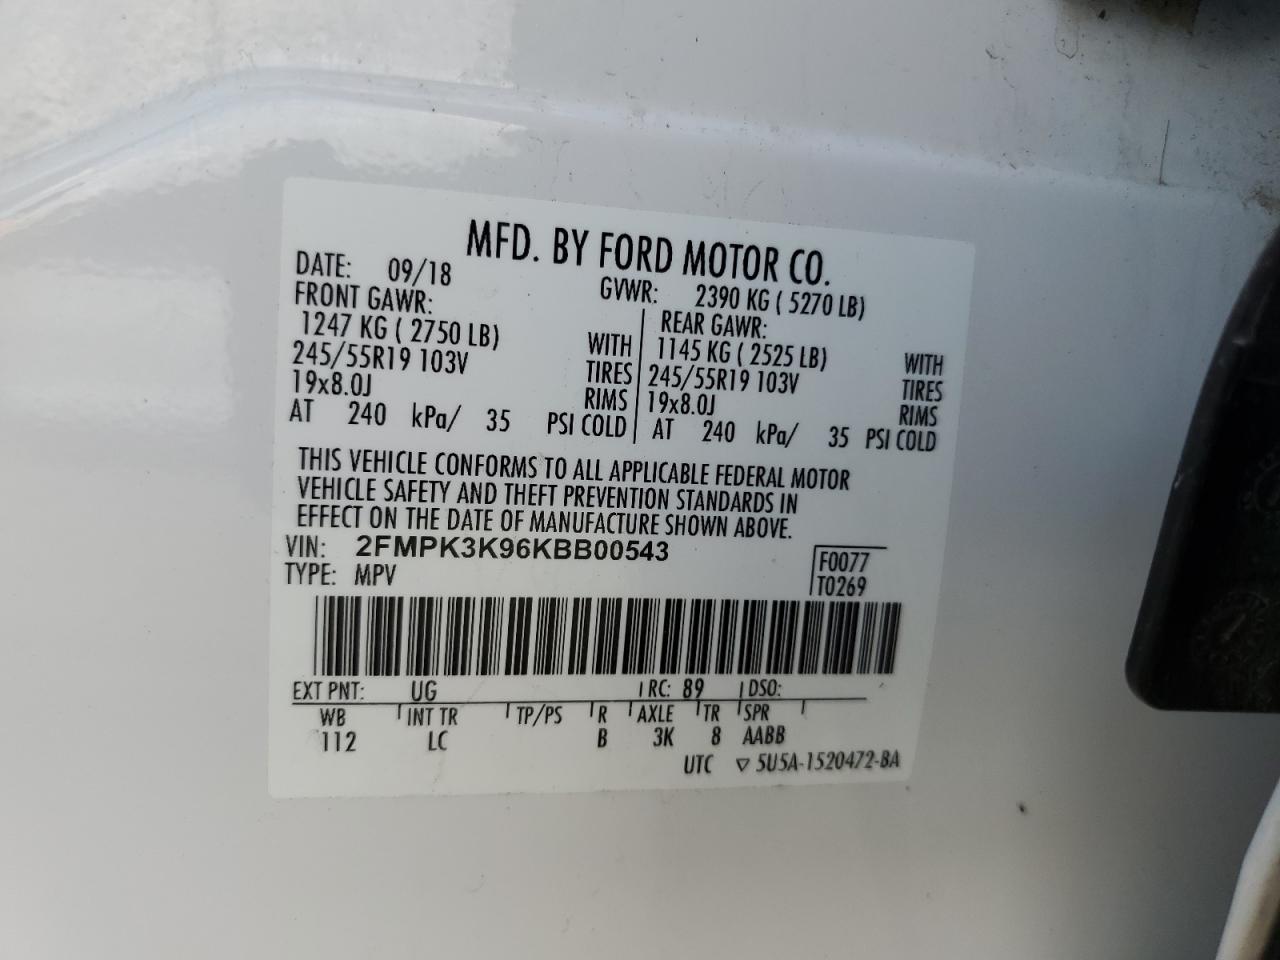 MFD. BY FORD MOTOR CO.
DATE: 09/18 GVWR: 2390 KG ( 5270 LB)
FRONT GAWR:
1247 KG ( 2750 LB) WITH
245/55R19 103V TIRES
19x8.0J RIMS
AT 240 kPa/ 35 PSI COLD
REAR GAWR:
1145 KG ( 2525 LB) WITH
245/55R19 103V TIRES
19x8.0J RIMS
AT 240 kPa/ 35 PSI COLD
THIS VEHICLE CONFORMS TO ALL APPLICABLE FEDERAL MOTOR
VEHICLE SAFETY AND THEFT PREVENTION STANDARDS IN
EFFECT ON THE DATE OF MANUFACTURE SHOWN ABOVE.
VIN: 2FMPK3K96KBB00543
TYPE: MPV
F0077
T0269
EXT PNT: UG RC: 89 DSO:
WB INT TR TP/PS R AXLE TR SPR
112 LC B 3K 8 AABB
UTC ▽ 5U5A-1520472-BA